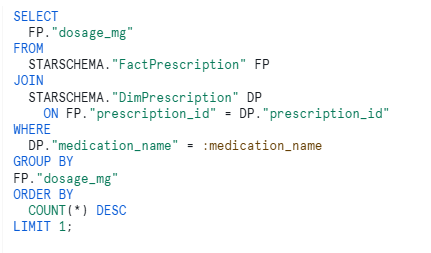 SELECT
  FP."dosage_mg"
FROM
  STARSCHEMA."FactPrescription" FP
JOIN
  STARSCHEMA."DimPrescription" DP
    ON FP."prescription_id" = DP."prescription_id"
WHERE
  DP."medication_name" = :medication_name
GROUP BY
FP."dosage_mg"
ORDER BY
  COUNT(*) DESC
LIMIT 1;